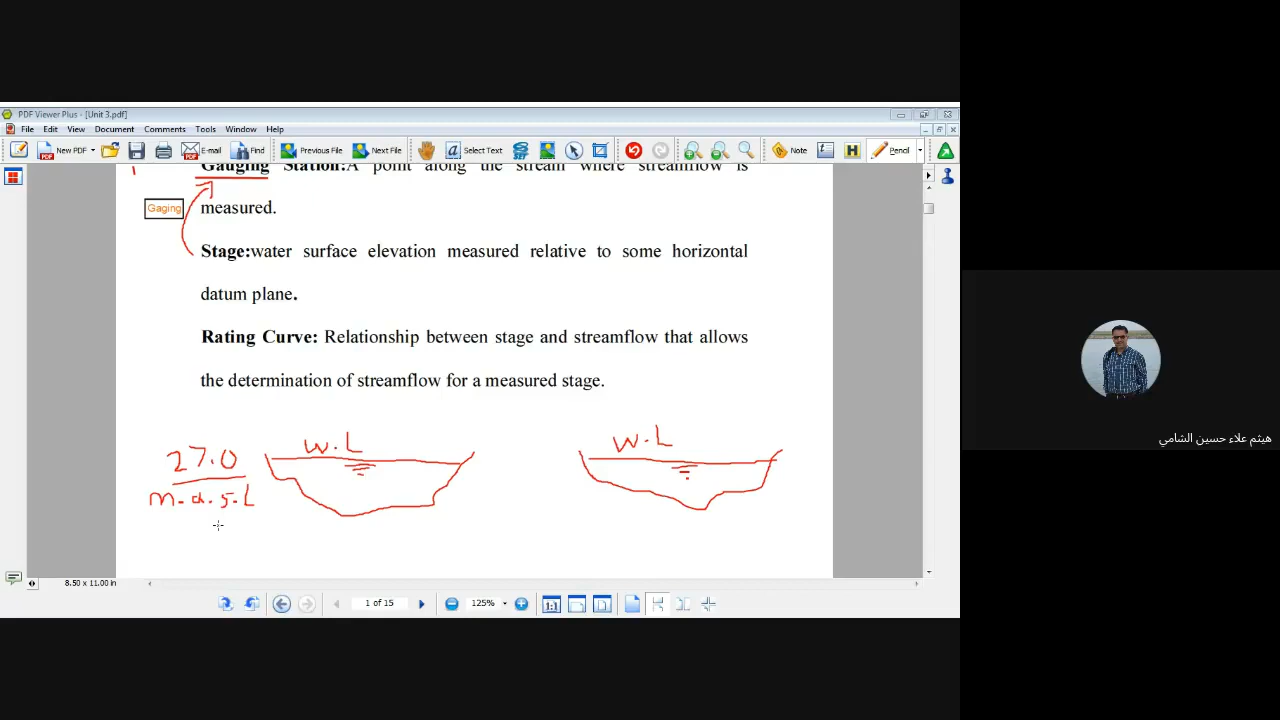 PDF Viewer Plus - [Unit 3.pdf]
File Edit View Document Comments Tools Window Help
New PDF E-mail Find Previous File Next File Select Text Note Pencil
Gauging Station:A point along the stream where streamflow is
Gaging
measured.
Stage:water surface elevation measured relative to some horizontal
datum plane.
Rating Curve: Relationship between stage and streamflow that allows
the determination of streamflow for a measured stage.
27.0
m.a.s.L
W.L
W.L
هيثم علاء حسين الشامي
8.50 x 11.00 in
1 of 15
125%
1:1